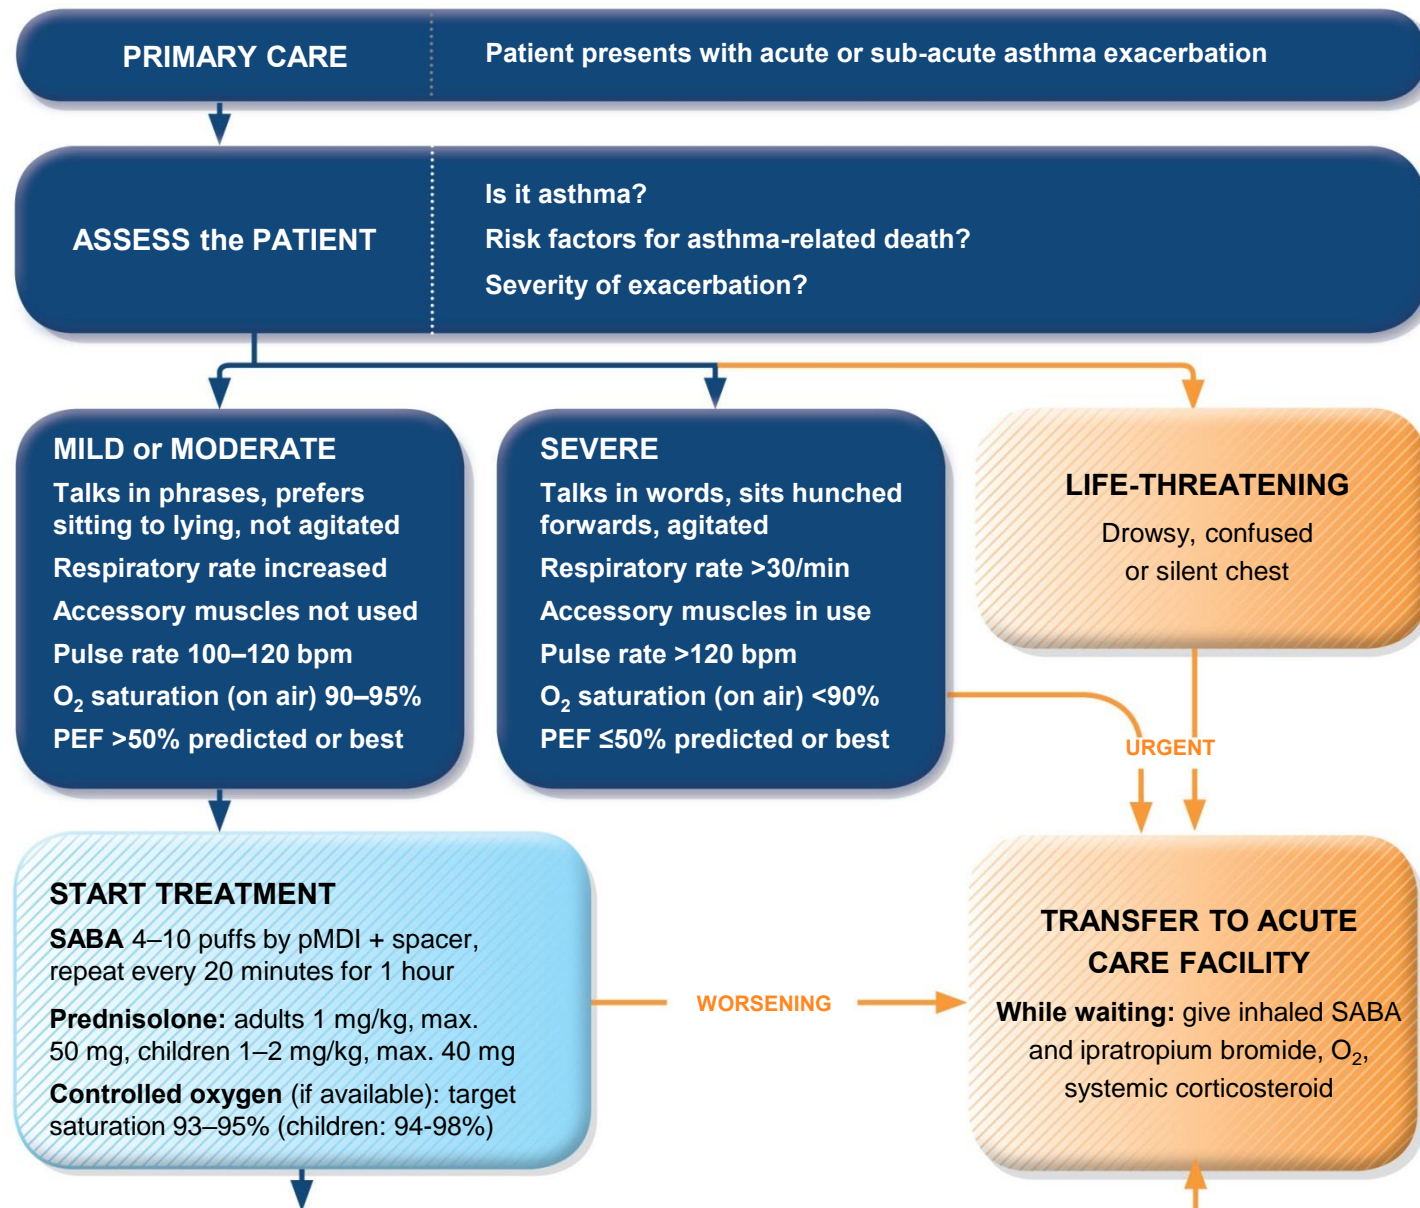 PRIMARY CARE
Patient presents with acute or sub-acute asthma exacerbation
ASSESS the PATIENT
Is it asthma?
Risk factors for asthma-related death?
Severity of exacerbation?
MILD or MODERATE
Talks in phrases, prefers
sitting to lying, not agitated
Respiratory rate increased
Accessory muscles not used
Pulse rate 100–120 bpm
O₂ saturation (on air) 90–95%
PEF >50% predicted or best
SEVERE
Talks in words, sits hunched
forwards, agitated
Respiratory rate >30/min
Accessory muscles in use
Pulse rate >120 bpm
O₂ saturation (on air) <90%
PEF ≤50% predicted or best
LIFE-THREATENING
Drowsy, confused
or silent chest
URGENT
START TREATMENT
SABA 4–10 puffs by pMDI + spacer,
repeat every 20 minutes for 1 hour
Prednisolone: adults 1 mg/kg, max.
50 mg, children 1–2 mg/kg, max. 40 mg
Controlled oxygen (if available): target
saturation 93–95% (children: 94-98%)
WORSENING
TRANSFER TO ACUTE
CARE FACILITY
While waiting: give inhaled SABA
and ipratropium bromide, O₂,
systemic corticosteroid